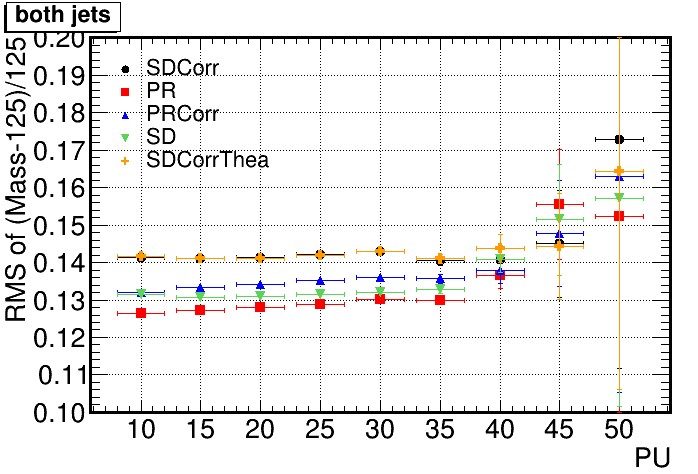 both jets
RMS of (Mass-125)/125
0.20
0.19
0.18
0.17
0.16
0.15
0.14
0.13
0.12
0.11
0.10
SDCorr
PR
PRCorr
SD
SDCorrThea
10 15 20 25 30 35 40 45 50
PU